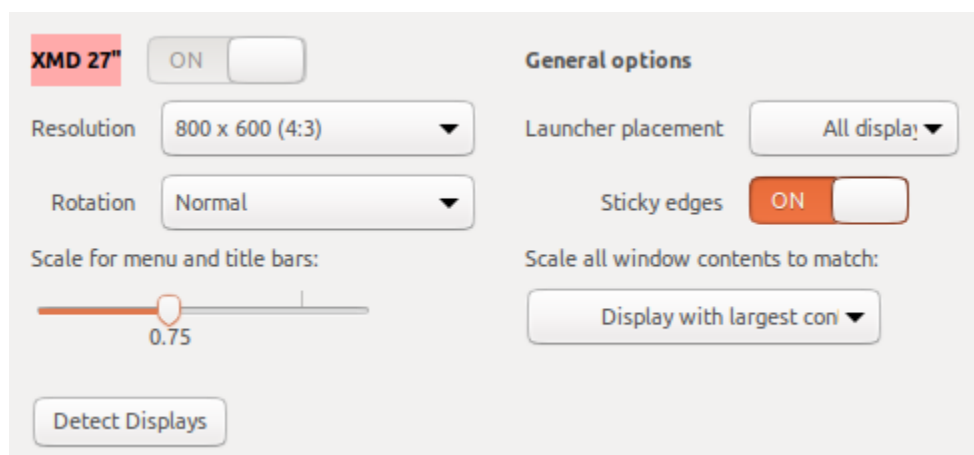 XMD 27" ON
General options
Resolution 800 x 600 (4:3)
Launcher placement All display
Rotation Normal
Sticky edges ON
Scale for menu and title bars:
Scale all window contents to match:
0.75
Display with largest con
Detect Displays